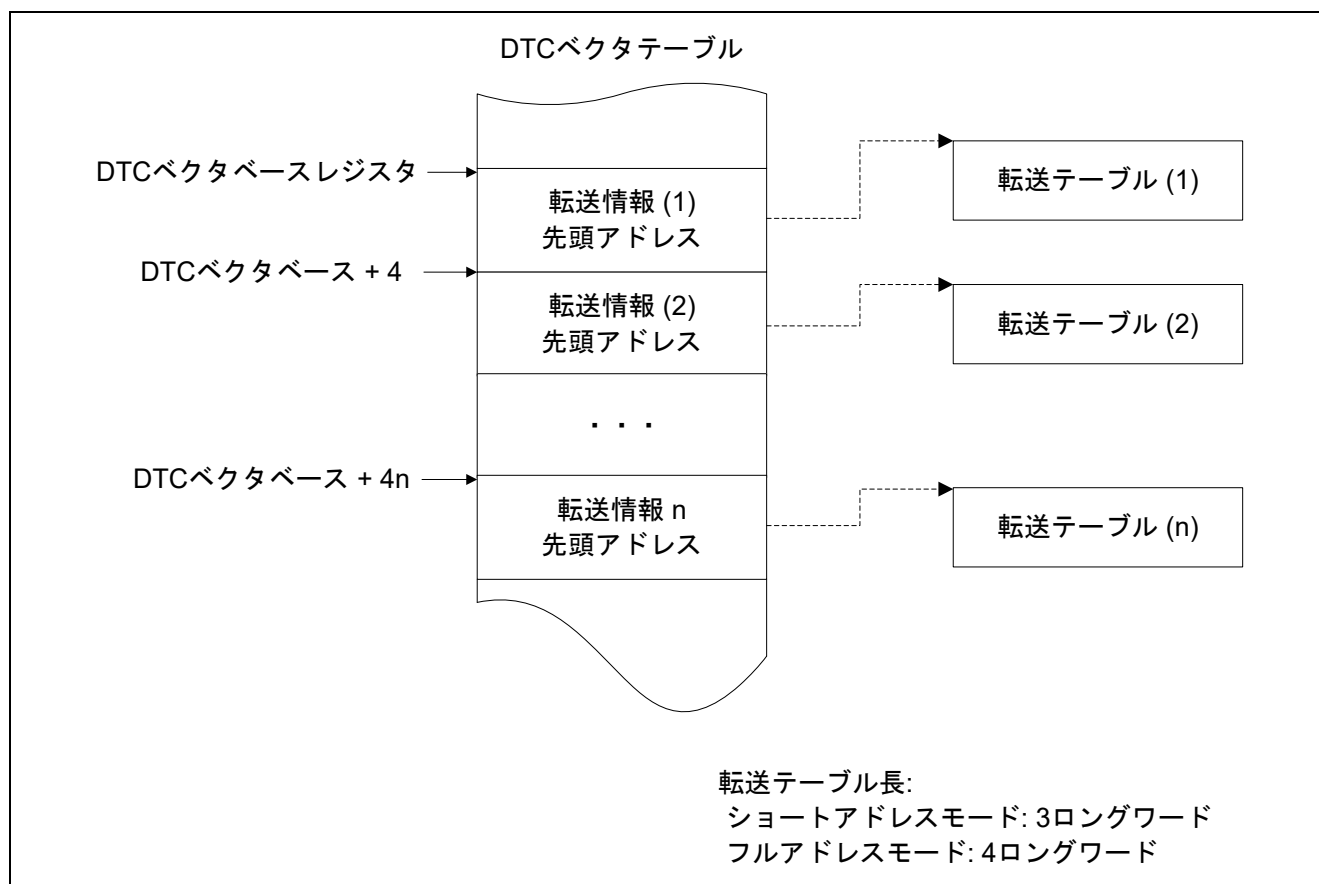 DTCベクタテーブル
DTCベクタベースレジスタ
転送情報 (1)
先頭アドレス
転送テーブル (1)
DTCベクタベース + 4
転送情報 (2)
先頭アドレス
転送テーブル (2)
・・・
DTCベクタベース + 4n
転送情報 n
先頭アドレス
転送テーブル (n)
転送テーブル長:
ショートアドレスモード: 3ロングワード
フルアドレスモード: 4ロングワード